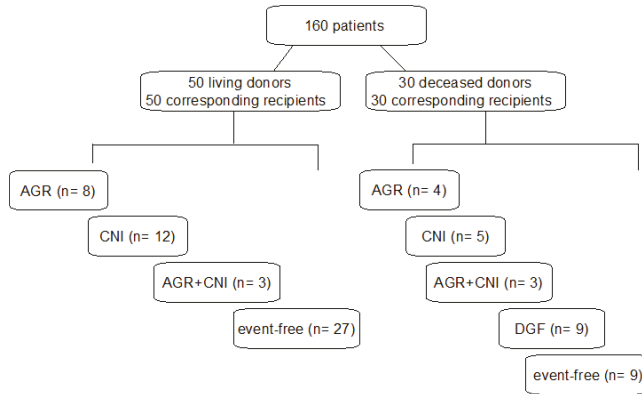 160 patients
50 living donors
50 corresponding recipients
30 deceased donors
30 corresponding recipients
AGR (n= 8)
CNI (n= 12)
AGR+CNI (n= 3)
event-free (n= 27)
AGR (n= 4)
CNI (n= 5)
AGR+CNI (n= 3)
DGF (n= 9)
event-free (n= 9)